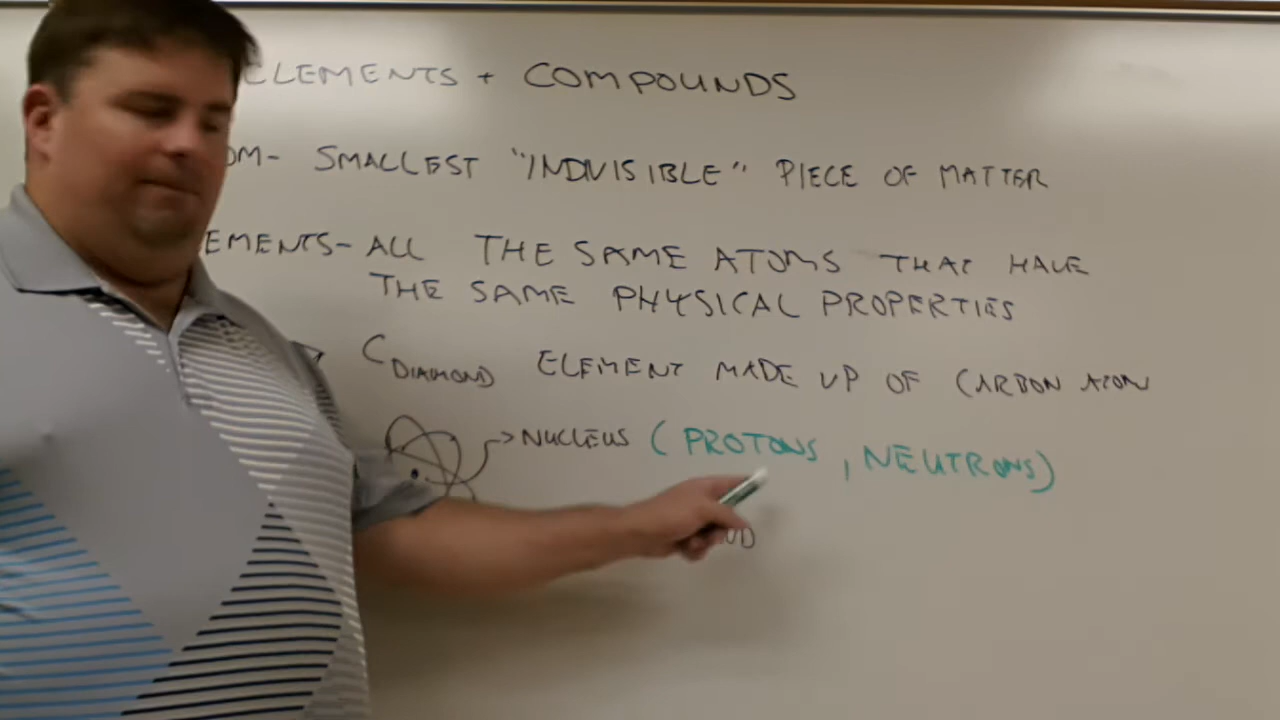 CLEMENTS + COMPOUNDS
OM- SMALLEST "INDIVISIBLE" PIECE OF MATTER
EMENTS- ALL THE SAME ATOMS THAT HAVE
THE SAME PHYSICAL PROPERTIES
C DIAMOND ELEMENT MADE UP OF CARBON ATOM
NUCLEUS (PROTONS, NEUTRONS)